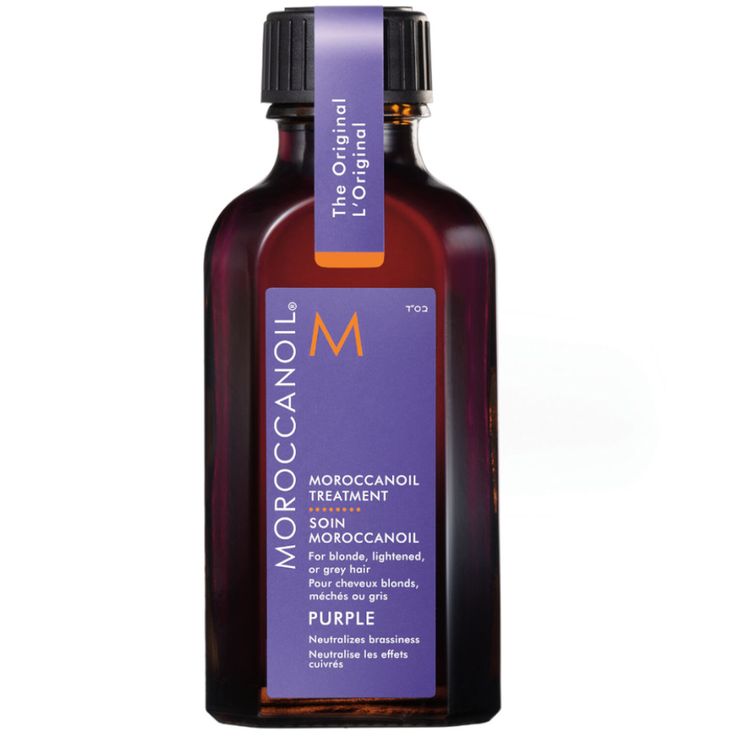 The Original
L'Original
MOROCCANOIL®
M
בס"ד
MOROCCANOIL
TREATMENT
SOIN
MOROCCANOIL
For blonde, lightened,
or grey hair
Pour cheveux blonds,
méchés ou gris
PURPLE
Neutralizes brassiness
Neutralise les effets
cuivrés